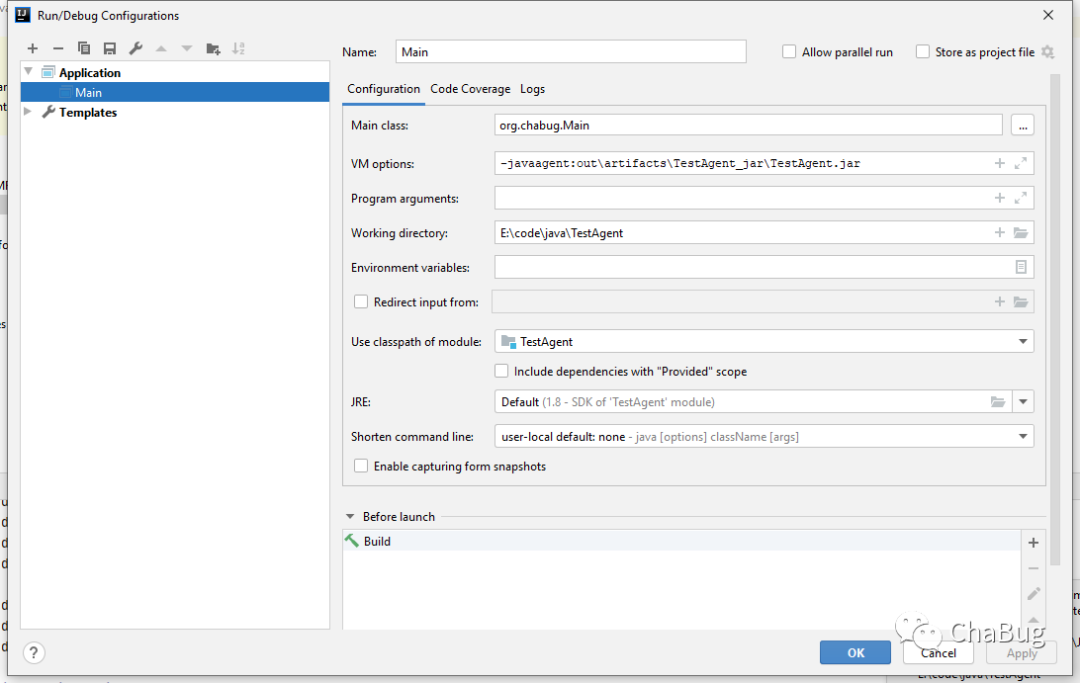 Run/Debug Configurations
Name: Main Allow parallel run Store as project file
Application
Main
Templates
Configuration Code Coverage Logs
Main class: org.chabug.Main ...
VM options: -javaagent:out\artifacts\TestAgent_jar\TestAgent.jar
Program arguments:
Working directory: E:\code\java\TestAgent
Environment variables:
Redirect input from:
Use classpath of module: TestAgent
Include dependencies with "Provided" scope
JRE: Default (1.8 - SDK of 'TestAgent' module)
Shorten command line: user-local default: none - java [options] className [args]
Enable capturing form snapshots
Before launch
Build
ChaBug
? OK Cancel Apply